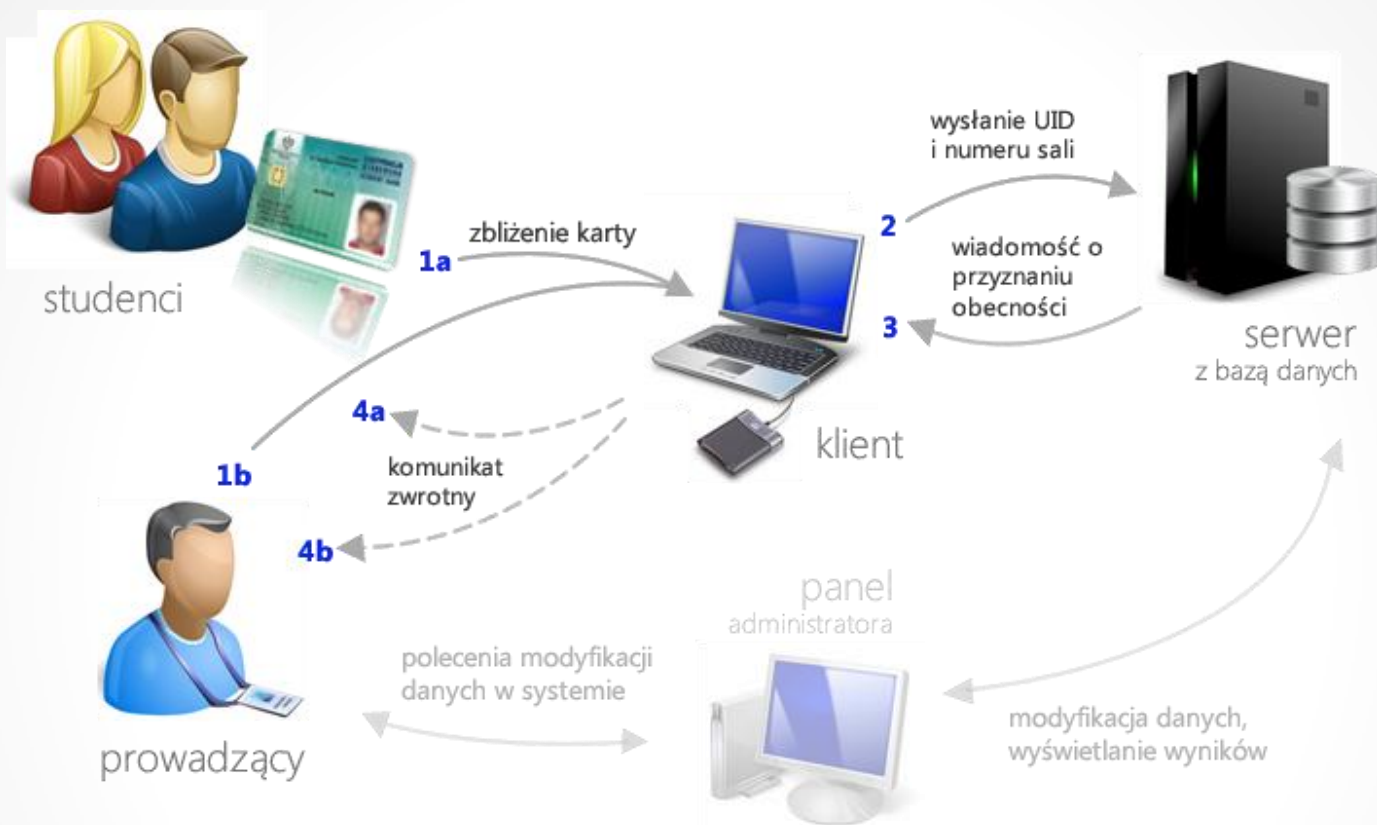 studenci
1a
zbliżenie karty
1b
2
wysłanie UID
i numeru sali
wiadomość o
przyznaniu
obecności
3
serwer
z bazą danych
klient
4a
komunikat
zwrotny
4b
prowadzący
polecenia modyfikacji
danych w systemie
panel
administratora
modyfikacja danych,
wyświetlanie wyników